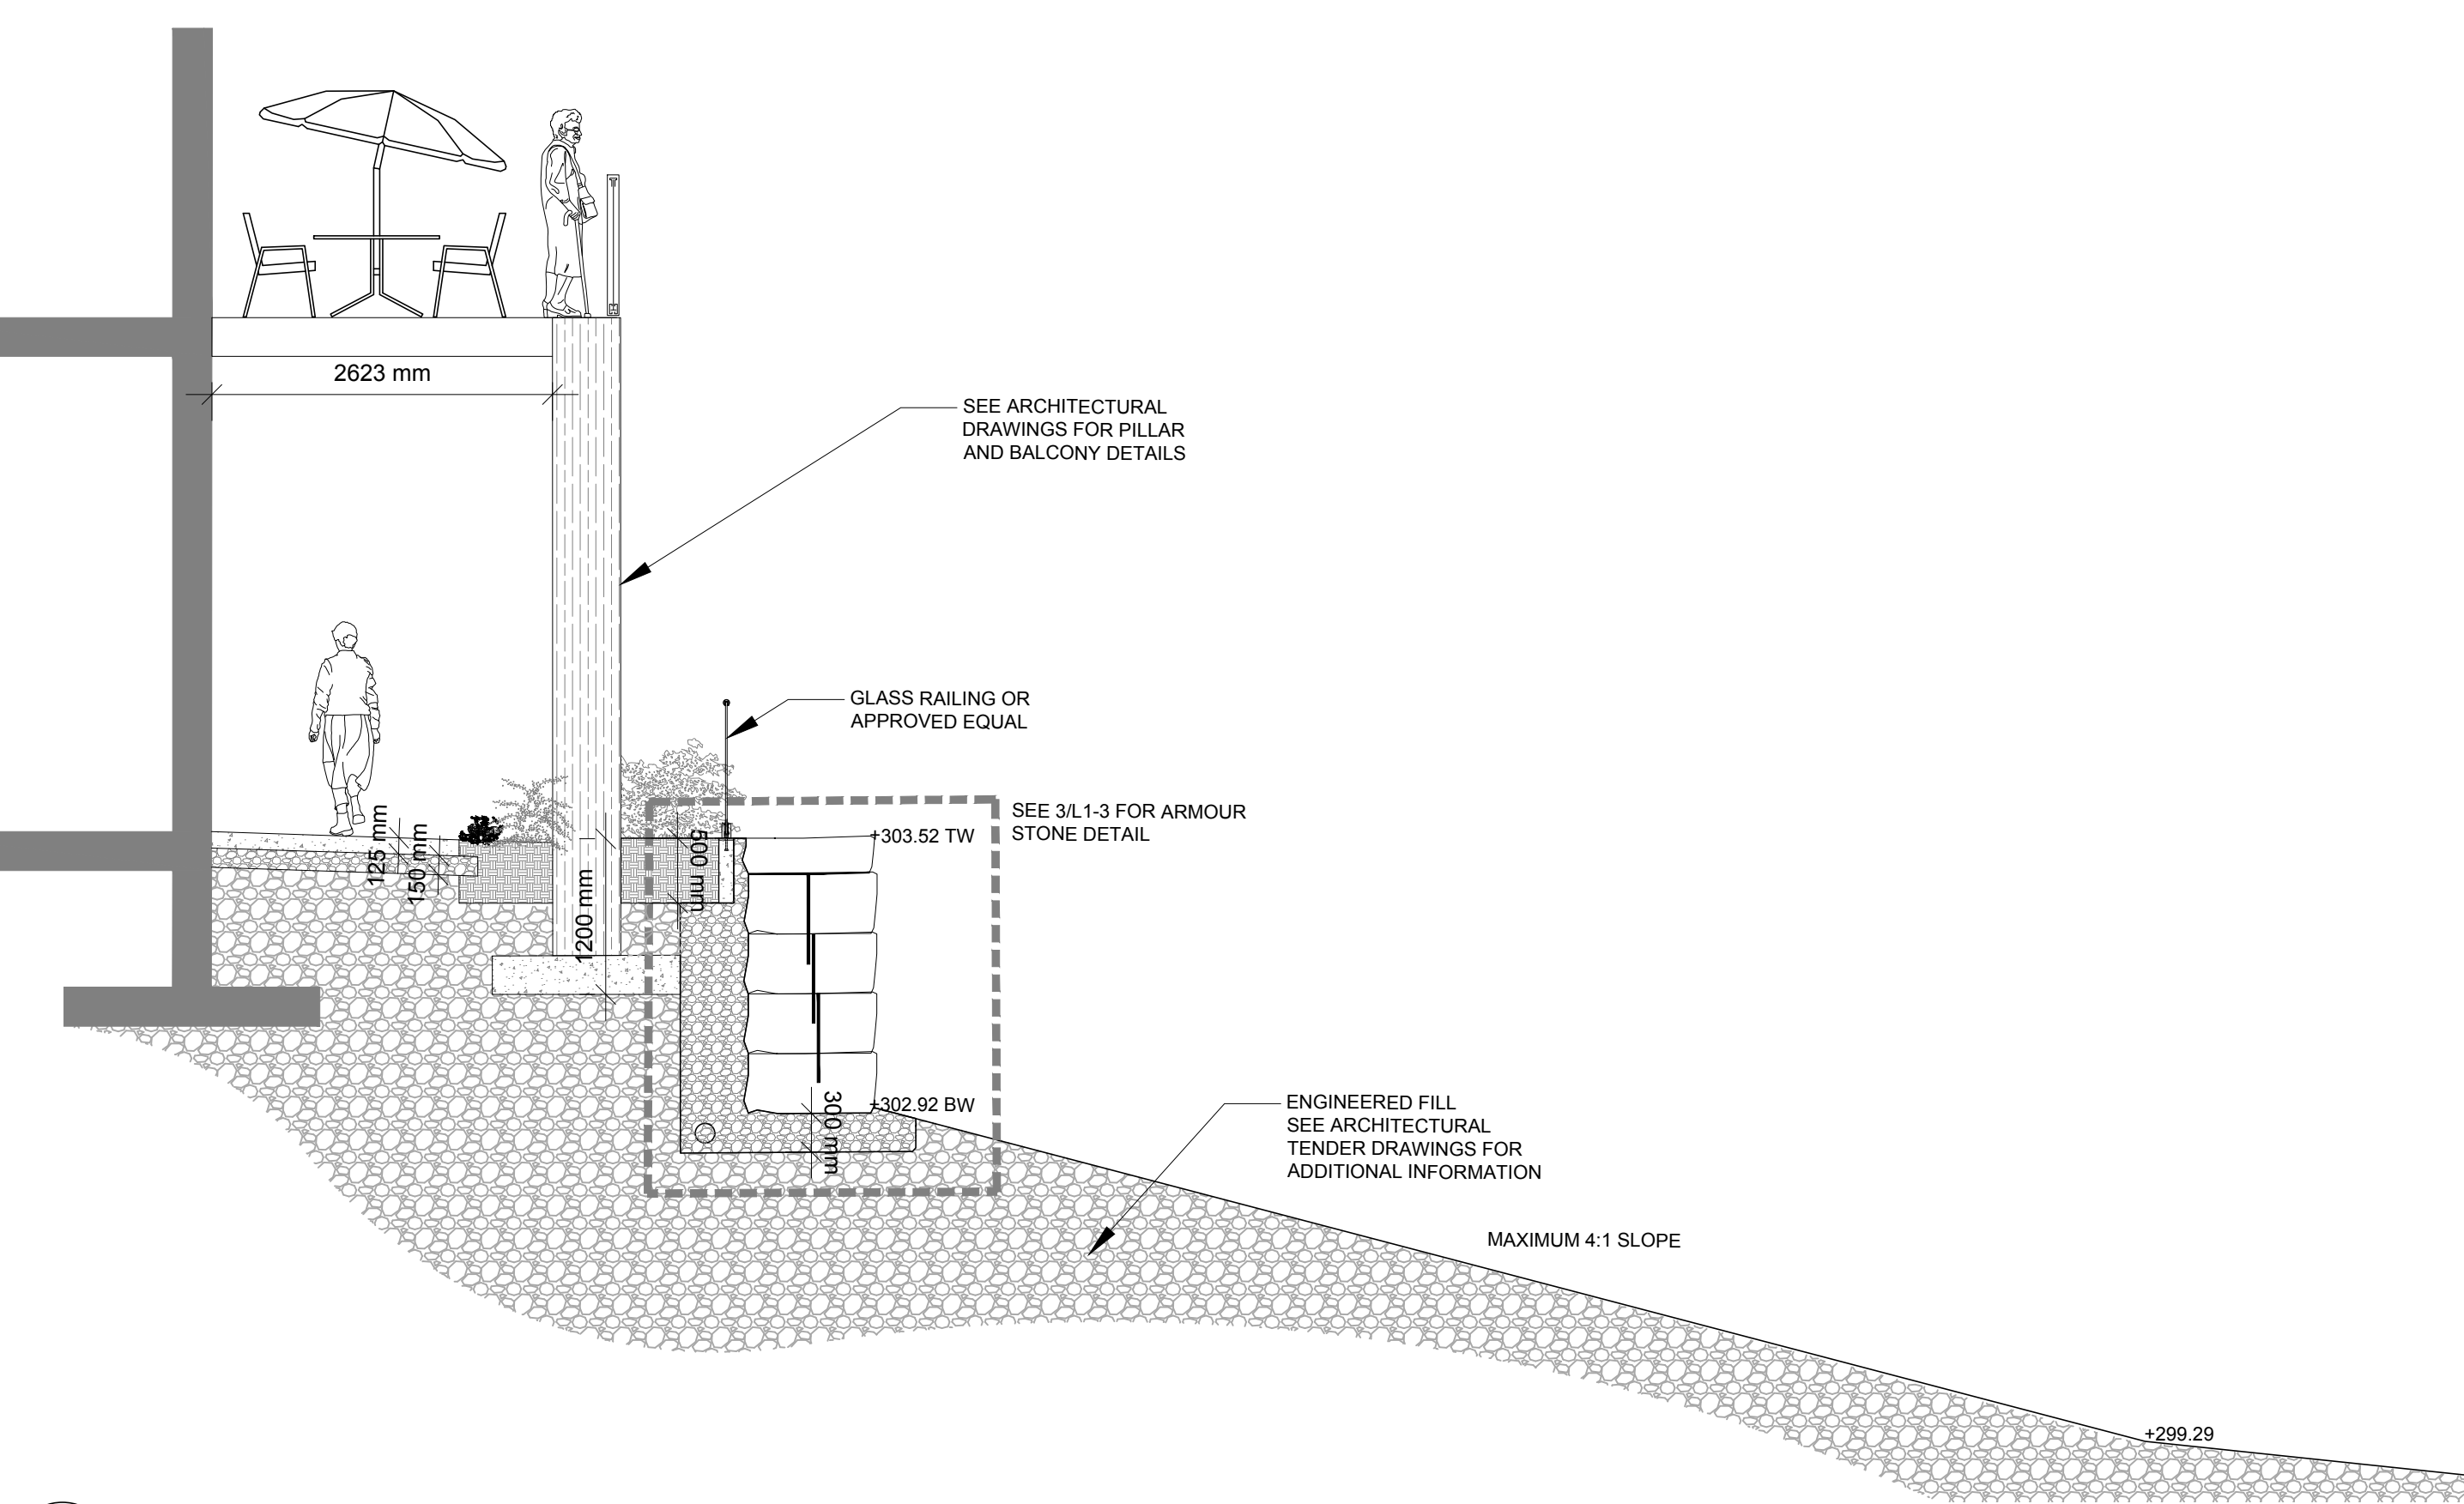 2623 mm
SEE ARCHITECTURAL
DRAWINGS FOR PILLAR
AND BALCONY DETAILS
GLASS RAILING OR
APPROVED EQUAL
SEE 3/L1-3 FOR ARMOUR
STONE DETAIL
125 mm
150 mm
500 mm
+303.52 TW
1200 mm
300 mm
+302.92 BW
ENGINEERED FILL
SEE ARCHITECTURAL
TENDER DRAWINGS FOR
ADDITIONAL INFORMATION
MAXIMUM 4:1 SLOPE
+299.29